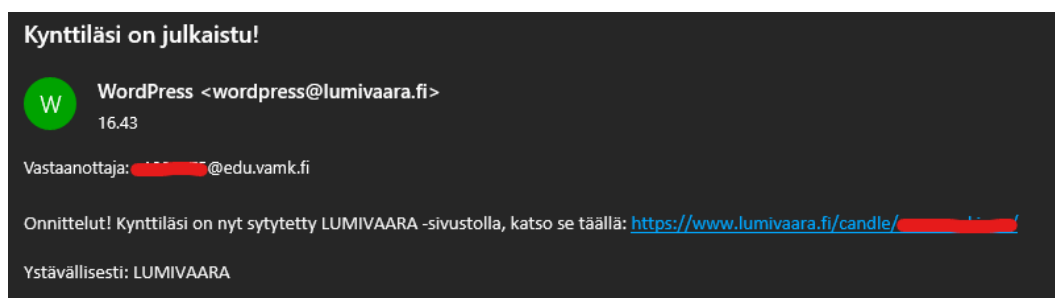 Kynttiläsi on julkaistu!
W
WordPress <wordpress@lumivaara.fi>
16.43
Vastaanottaja: @edu.vamk.fi
Onnittelut! Kynttiläsi on nyt sytytetty LUMIVAARA -sivustolla, katso se täällä: https://www.lumivaara.fi/candle/
Ystävällisesti: LUMIVAARA